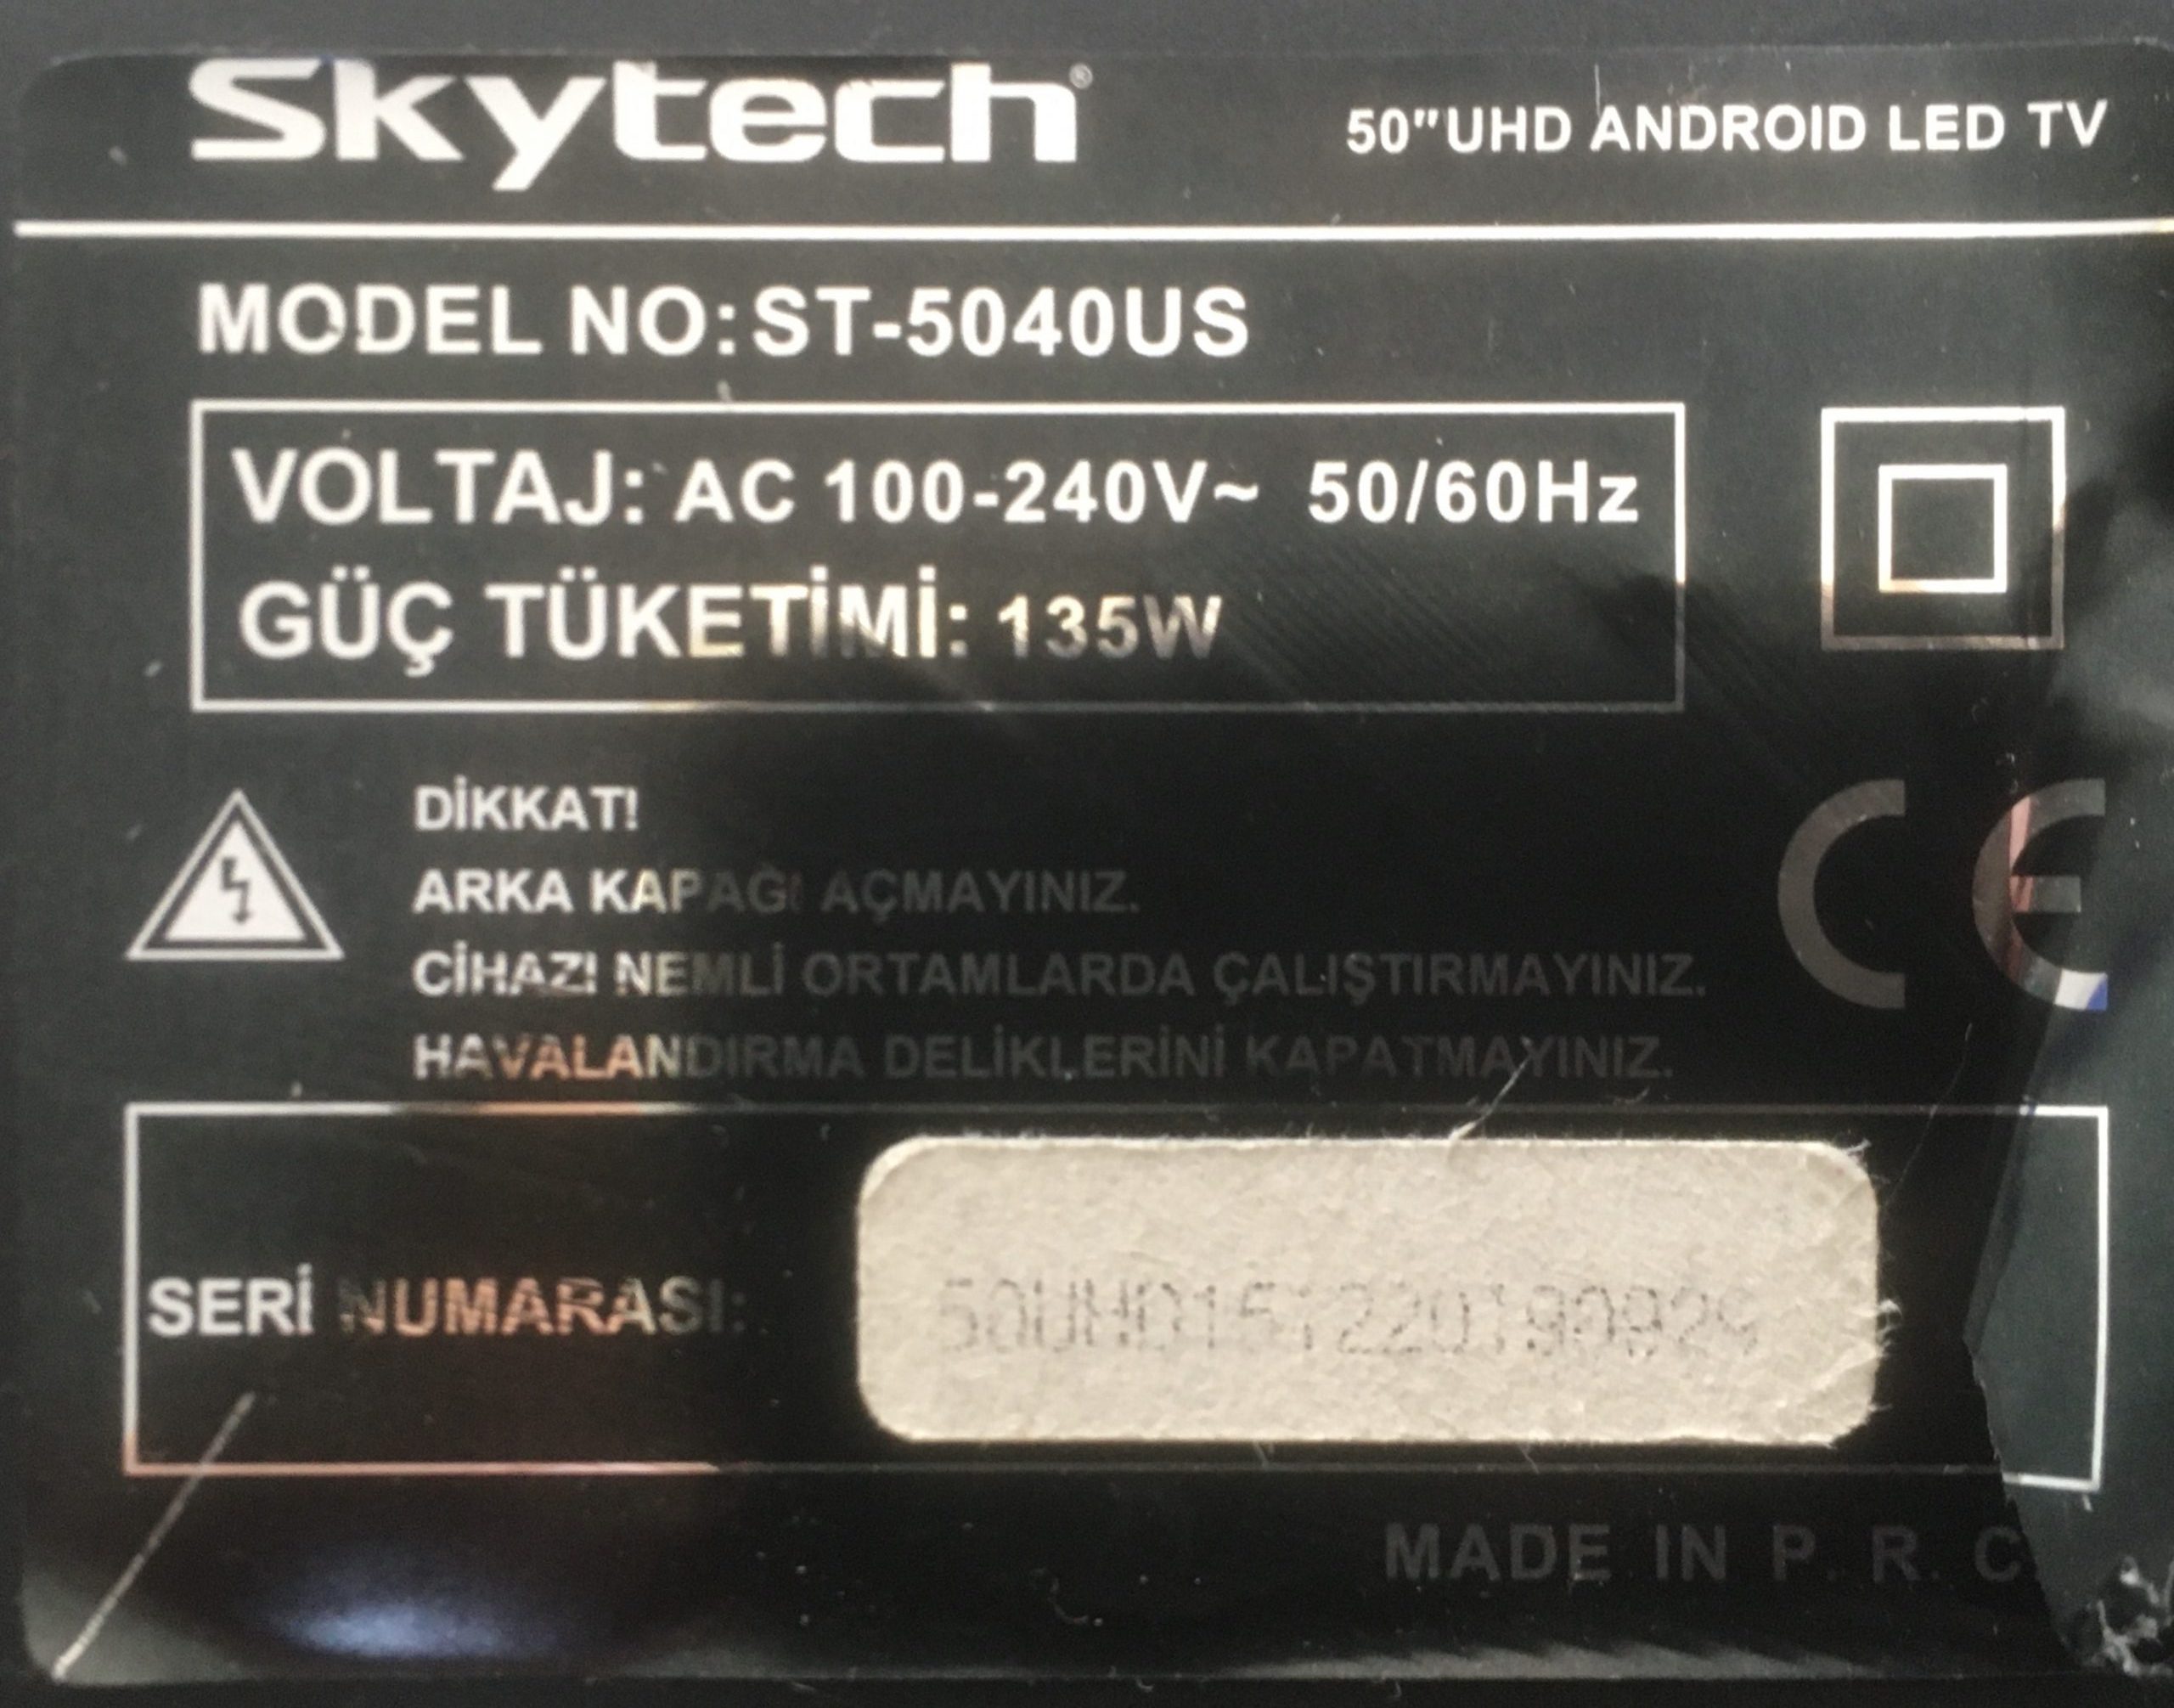 Skytech®
50"UHD ANDROID LED TV
MODEL NO:ST-5040US
VOLTAJ: AC 100-240V~ 50/60Hz
GÜÇ TÜKETİMİ: 135W
DİKKAT!
ARKA KAPAĞI AÇMAYINIZ.
CİHAZI NEMLİ ORTAMLARDA ÇALIŞTIRMAYINIZ.
HAVALANDIRMA DELİKLERİNİ KAPATMAYINIZ.
CE
SERİ NUMARASI:
MADE IN P. R. C.